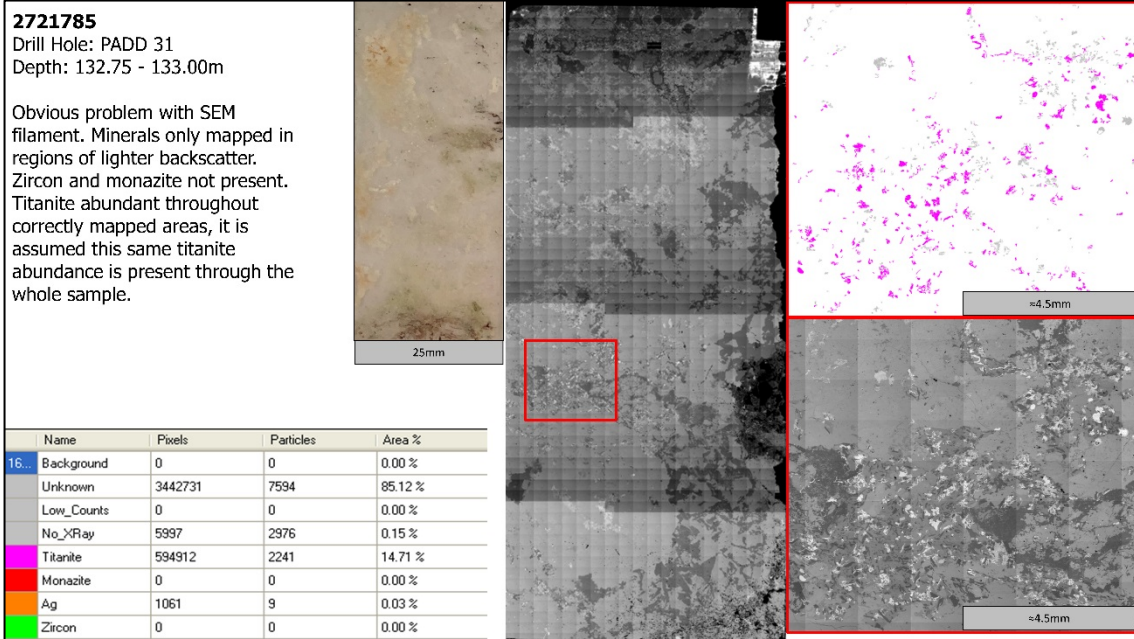 2721785
Drill Hole: PADD 31
Depth: 132.75 - 133.00m
Obvious problem with SEM
filament. Minerals only mapped in
regions of lighter backscatter.
Zircon and monazite not present.
Titanite abundant throughout
correctly mapped areas, it is
assumed this same titanite
abundance is present through the
whole sample.
25mm
≈4.5mm
≈4.5mm
Name Pixels Particles Area %
16... Background 0 0 0.00 %
Unknown 3442731 7594 85.12 %
Low_Counts 0 0 0.00 %
No_XRay 5997 2976 0.15 %
Titanite 594912 2241 14.71 %
Monazite 0 0 0.00 %
Ag 1061 9 0.03 %
Zircon 0 0 0.00 %